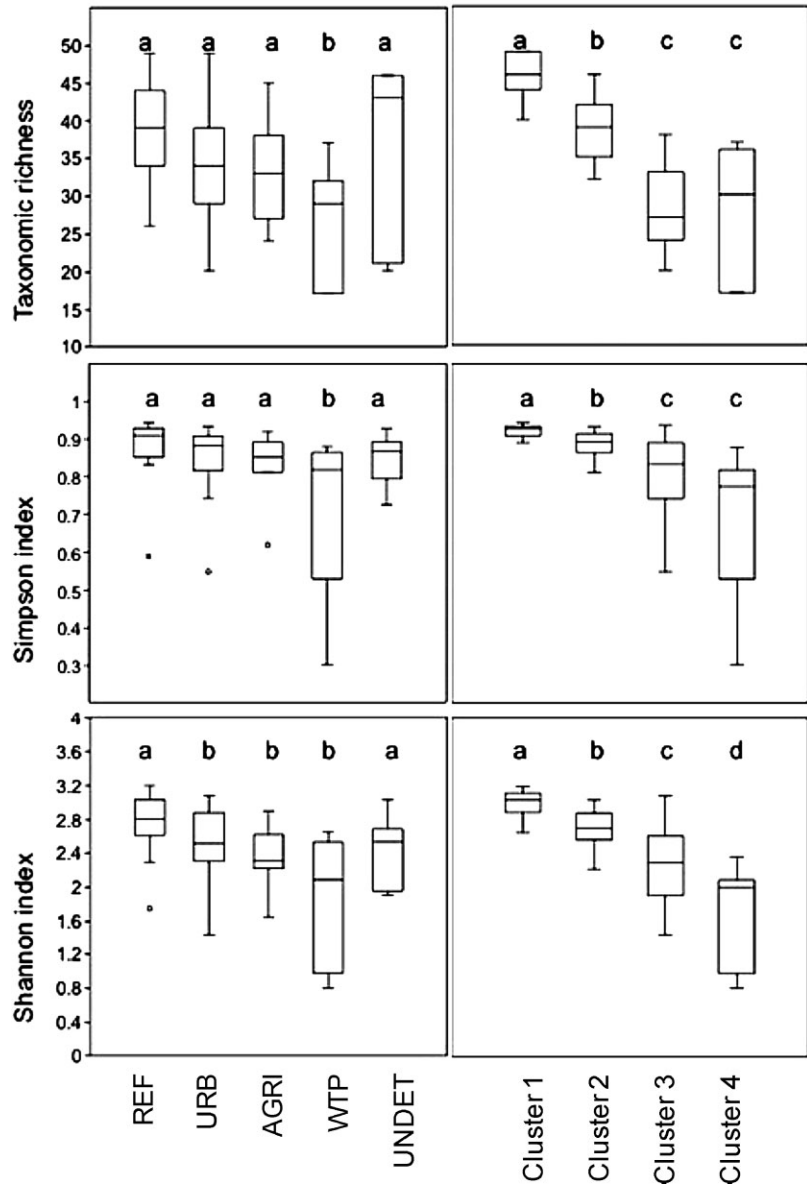 Taxonomic richness
50
45
40
35
30
25
20
15
10
a a a b a
a b c c
Simpson index
1
0.9
0.8
0.7
0.6
0.5
0.4
0.3
a a a b a
a b c c
Shannon index
4
3.6
3.2
2.8
2.4
2
1.6
1.2
0.8
0.4
0
a b b b a
a b c d
REF URB AGRI WTP UNDET
Cluster 1 Cluster 2 Cluster 3 Cluster 4